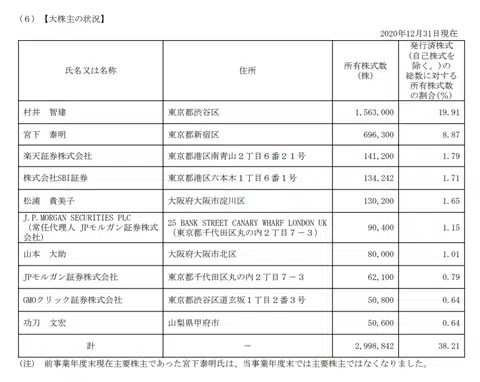 （６）【大株主の状況】
2020年12月31日現在
氏名又は名称 住所 所有株式数（株） 発行済株式（自己株式を除く。）の総数に対する所有株式数の割合(％)
村井　智建 東京都渋谷区 1,563,000 19.91
宮下　泰明 東京都新宿区 696,300 8.87
楽天証券株式会社 東京都港区南青山２丁目６番２１号 141,200 1.79
株式会社SBI証券 東京都港区六本木１丁目６番１号 134,242 1.71
松浦　貴美子 大阪府大阪市淀川区 130,200 1.65
J.P.MORGAN SECURITIES PLC
（常任代理人 JPモルガン証券株式会社） 25 BANK STREET CANARY WHARF LONDON UK
（東京都千代田区丸の内２丁目７－３） 90,400 1.15
山本　大助 大阪府大阪市北区 80,000 1.01
JPモルガン証券株式会社 東京都千代田区丸の内２丁目７－３ 62,100 0.79
GMOクリック証券株式会社 東京都渋谷区道玄坂１丁目２番３号 50,800 0.64
功刀　文宏 山梨県甲府市 50,600 0.64
計 － 2,998,842 38.21
（注）　前事業年度末現在主要株主であった宮下泰明氏は、当事業年度末では主要株主ではなくなりました。